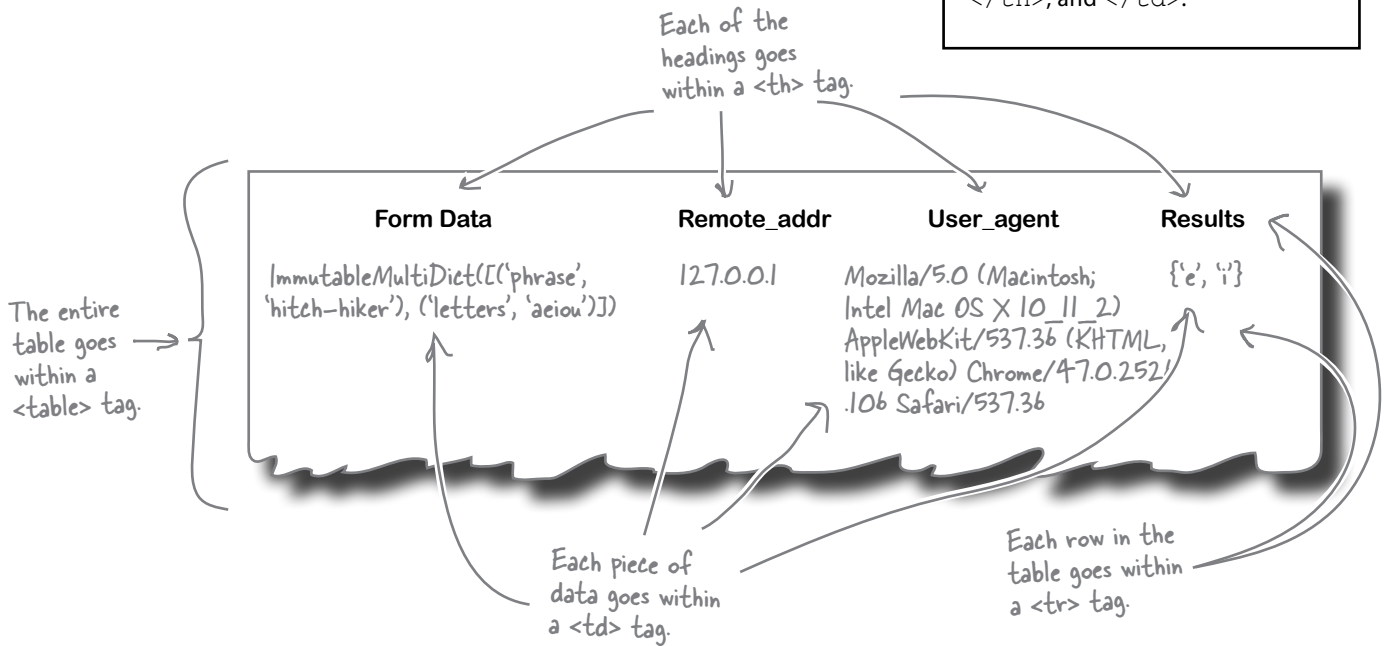 </th>, and </td>.
Each of the
headings goes
within a <th> tag.
Form Data Remote_addr User_agent Results
ImmutableMultiDict([('phrase',
'hitch-hiker'), ('letters', 'aeiou')])
127.0.0.1
Mozilla/5.0 (Macintosh;
Intel Mac OS X 10_11_2)
AppleWebKit/537.36 (KHTML,
like Gecko) Chrome/47.0.252
.106 Safari/537.36
{'e', 'i'}
The entire
table goes
within a
<table> tag.
Each piece of
data goes within
a <td> tag.
Each row in the
table goes within
a <tr> tag.